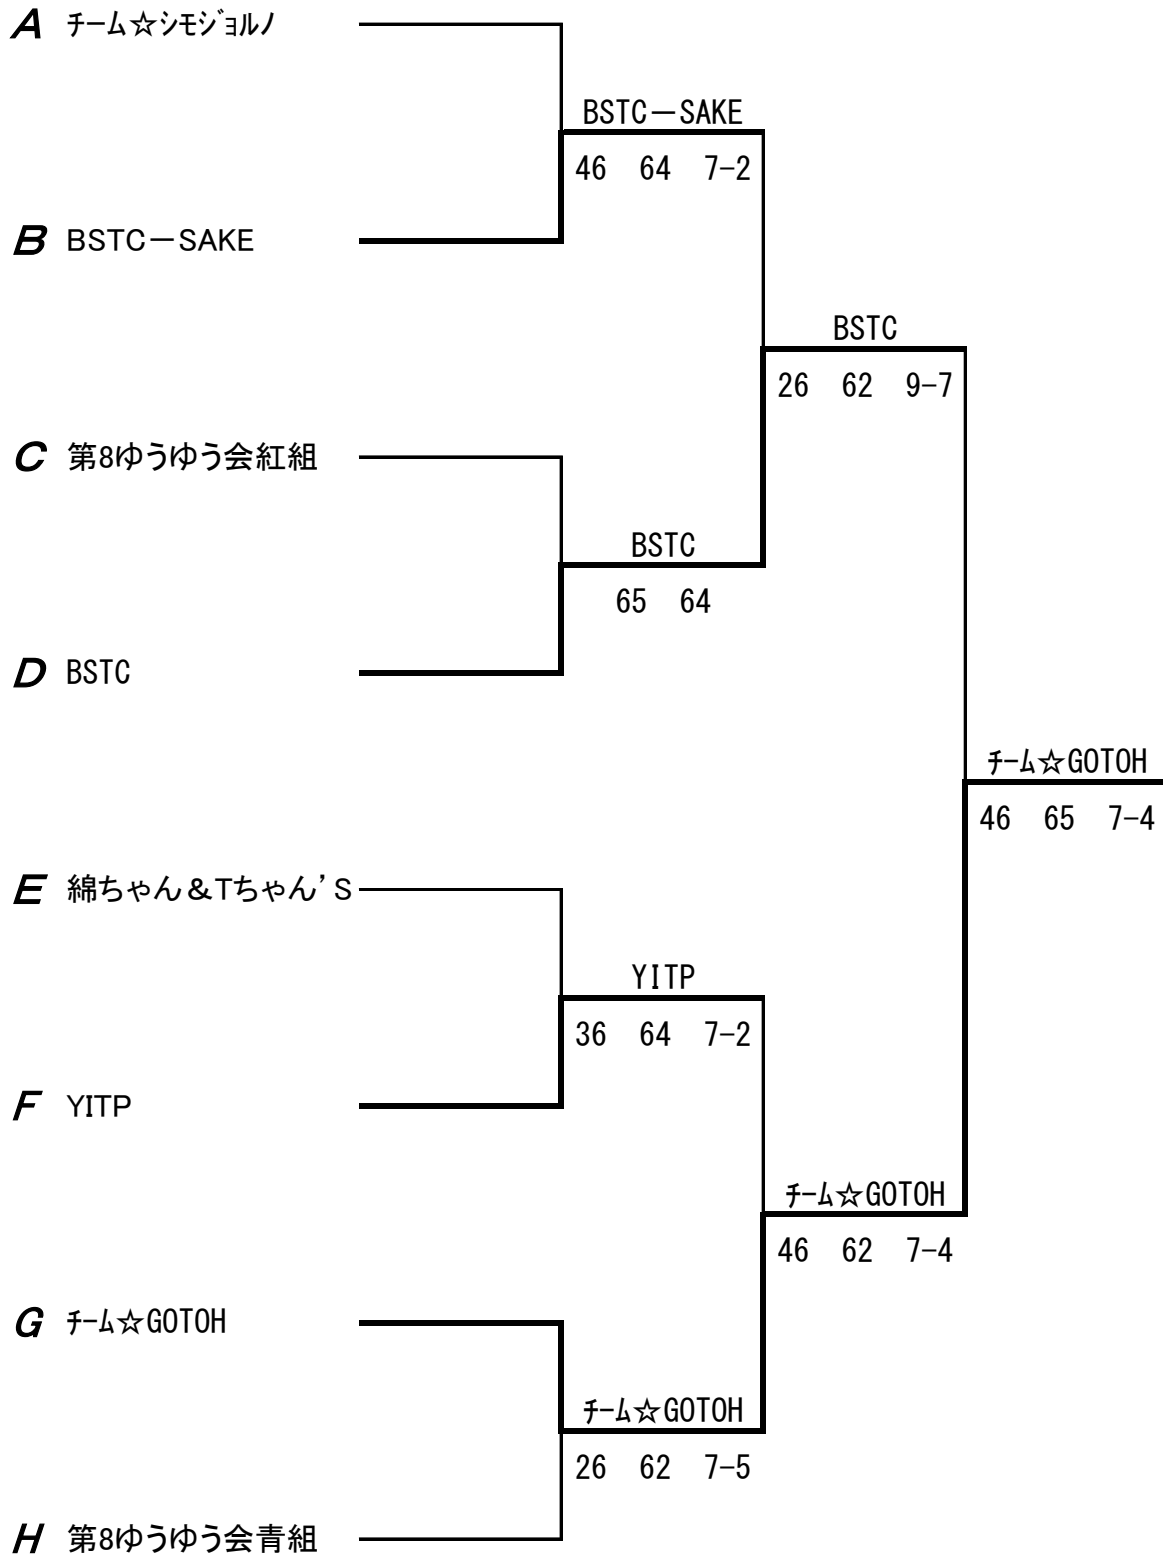 A ﾁｰﾑ☆ｼﾓｼﾞｮﾙﾉ
BSTC－SAKE
46 64 7-2
B BSTC－SAKE
BSTC
26 62 9-7
C 第8ゆうゆう会紅組
BSTC
65 64
D BSTC
ﾁｰﾑ☆GOTOH
46 65 7-4
E 綿ちゃん＆Tちゃん’S
YITP
36 64 7-2
F YITP
ﾁｰﾑ☆GOTOH
46 62 7-4
G ﾁｰﾑ☆GOTOH
ﾁｰﾑ☆GOTOH
26 62 7-5
H 第8ゆうゆう会青組